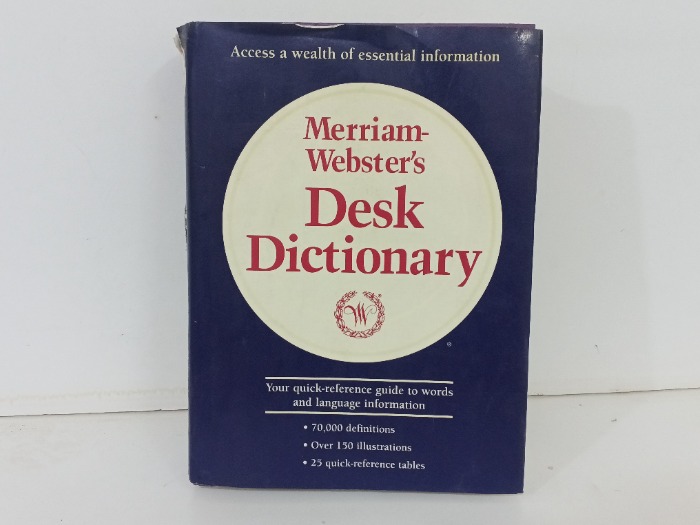 Access a wealth of essential information
Merriam-
Webster's
Desk
Dictionary
W
®
®
Your quick-reference guide to words
and language information
• 70,000 definitions
• Over 150 illustrations
• 25 quick-reference tables